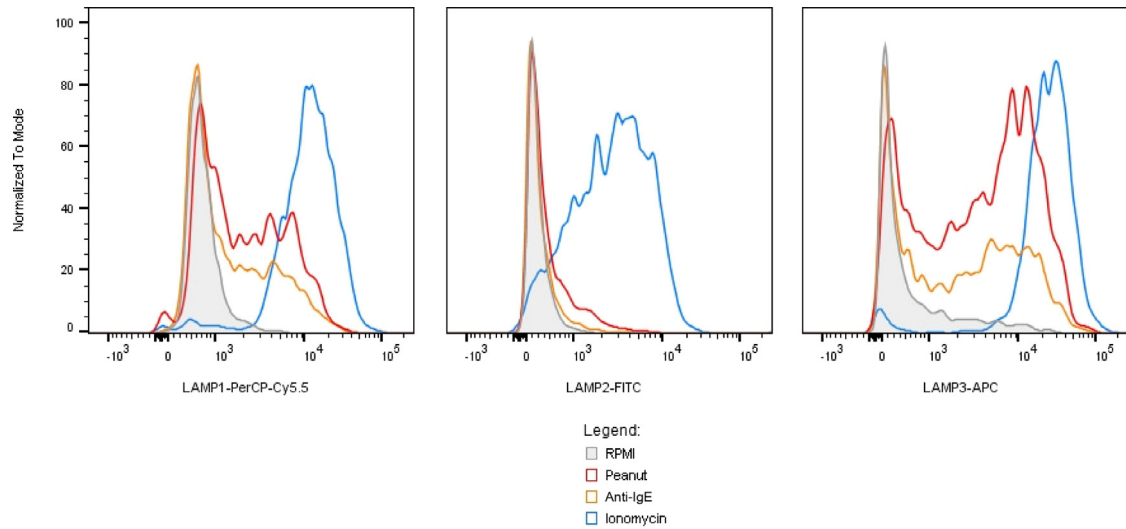 Normalized To Mode
100
80
60
40
20
0
-10³ 0 10³ 10⁴ 10⁵
LAMP1-PerCP-Cy5.5
-10³ 0 10³ 10⁴ 10⁵
LAMP2-FITC
-10³ 0 10³ 10⁴ 10⁵
LAMP3-APC
Legend:
RPMI
Peanut
Anti-IgE
Ionomycin